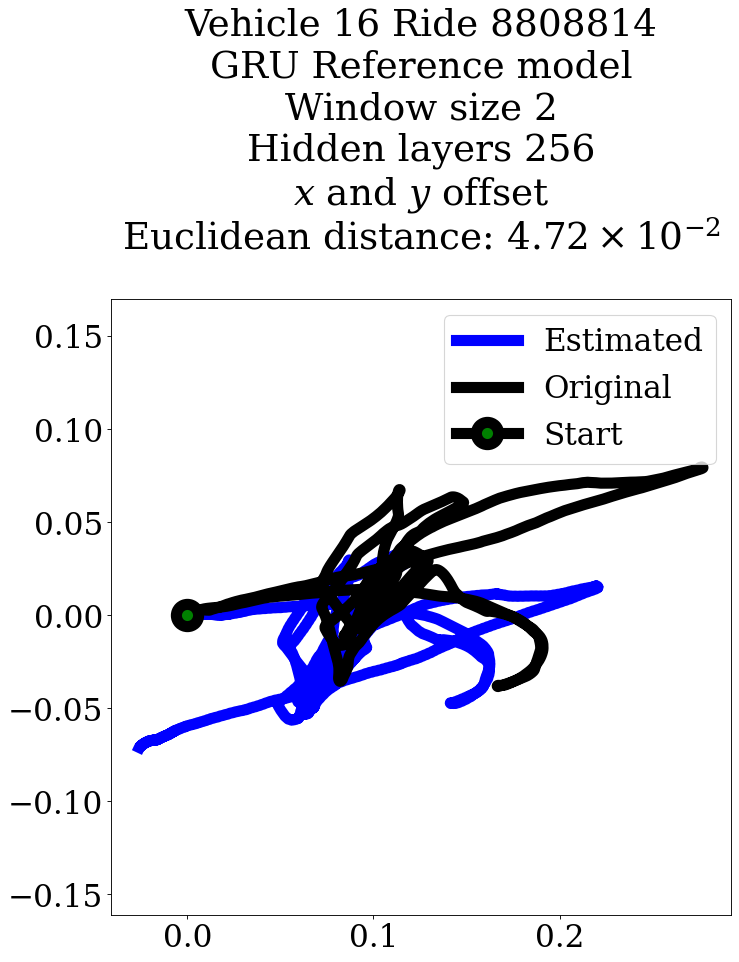 Vehicle 16 Ride 8808814
GRU Reference model
Window size 2
Hidden layers 256
x and y offset
Euclidean distance: 4.72 × 10⁻²
Estimated
Original
Start
0.15
0.10
0.05
0.00
−0.05
−0.10
−0.15
0.0 0.1 0.2